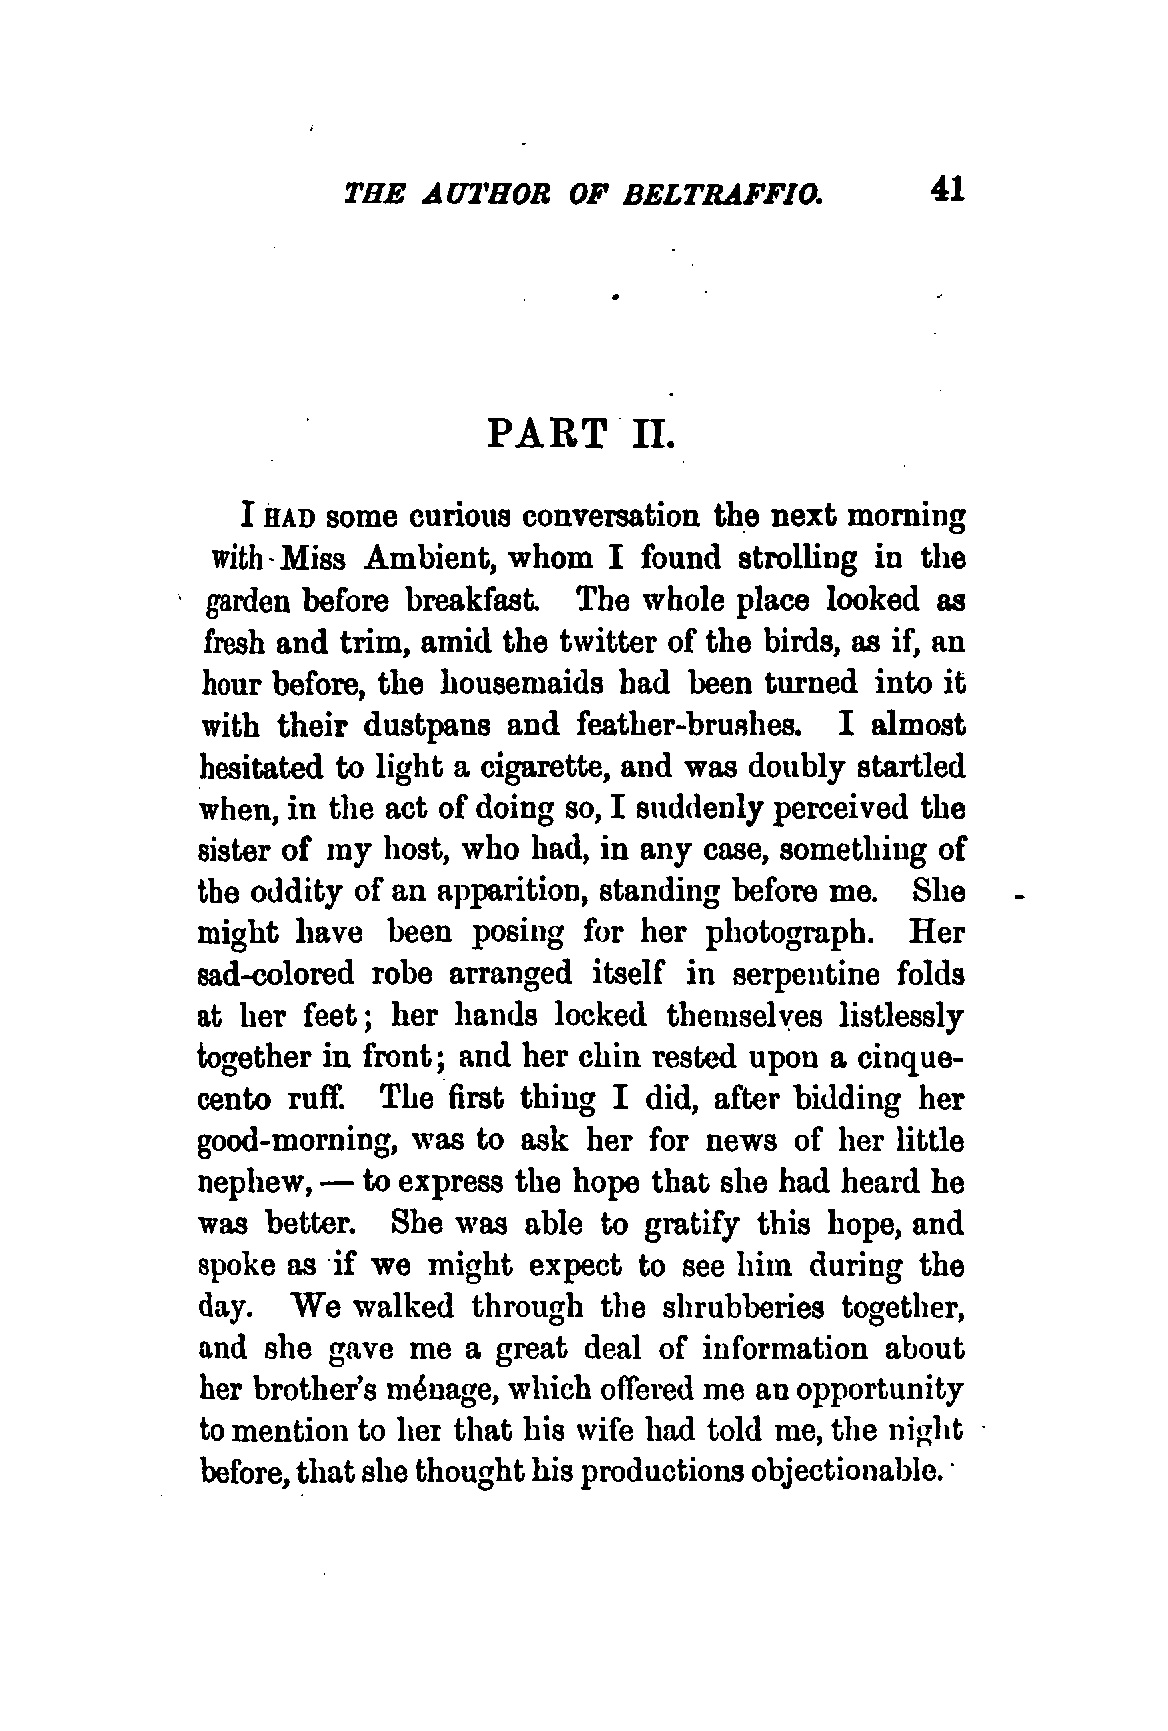 THE AUTHOR OF BELTRAFFIO. 41
PART II.
I HAD some curious conversation the next morning
with Miss Ambient, whom I found strolling in the
garden before breakfast. The whole place looked as
fresh and trim, amid the twitter of the birds, as if, an
hour before, the housemaids had been turned into it
with their dustpans and feather-brushes. I almost
hesitated to light a cigarette, and was doubly startled
when, in the act of doing so, I suddenly perceived the
sister of my host, who had, in any case, something of
the oddity of an apparition, standing before me. She
might have been posing for her photograph. Her
sad-colored robe arranged itself in serpentine folds
at her feet; her hands locked themselves listlessly
together in front; and her chin rested upon a cinque-
cento ruff. The first thing I did, after bidding her
good-morning, was to ask her for news of her little
nephew, — to express the hope that she had heard he
was better. She was able to gratify this hope, and
spoke as if we might expect to see him during the
day. We walked through the shrubberies together,
and she gave me a great deal of information about
her brother's ménage, which offered me an opportunity
to mention to her that his wife had told me, the night
before, that she thought his productions objectionable.